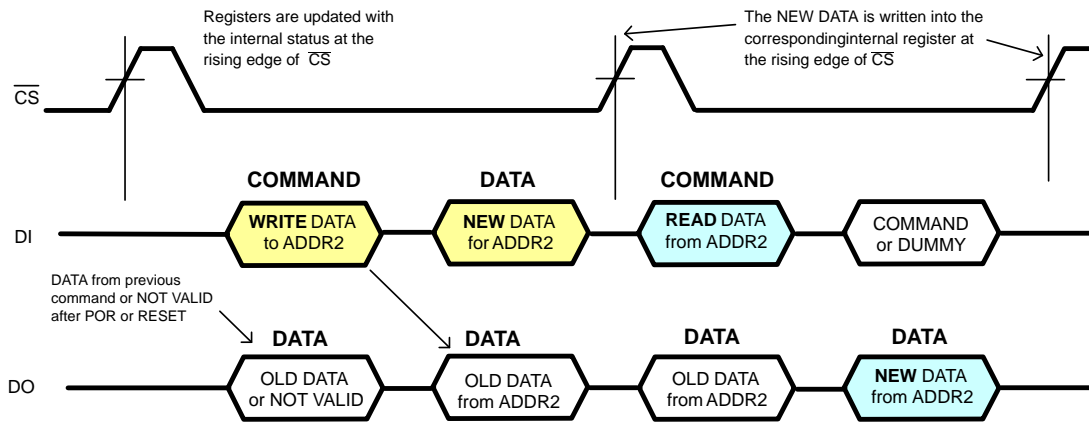 Registers are updated with
the internal status at the
rising edge of CS
The NEW DATA is written into the
correspondinginternal register at
the rising edge of CS
CS
COMMAND
DATA
COMMAND
DI
WRITE DATA
to ADDR2
NEW DATA
for ADDR2
READ DATA
from ADDR2
COMMAND
or DUMMY
DATA from previous
command or NOT VALID
after POR or RESET
DATA
DATA
DATA
DATA
DO
OLD DATA
or NOT VALID
OLD DATA
from ADDR2
OLD DATA
from ADDR2
NEW DATA
from ADDR2